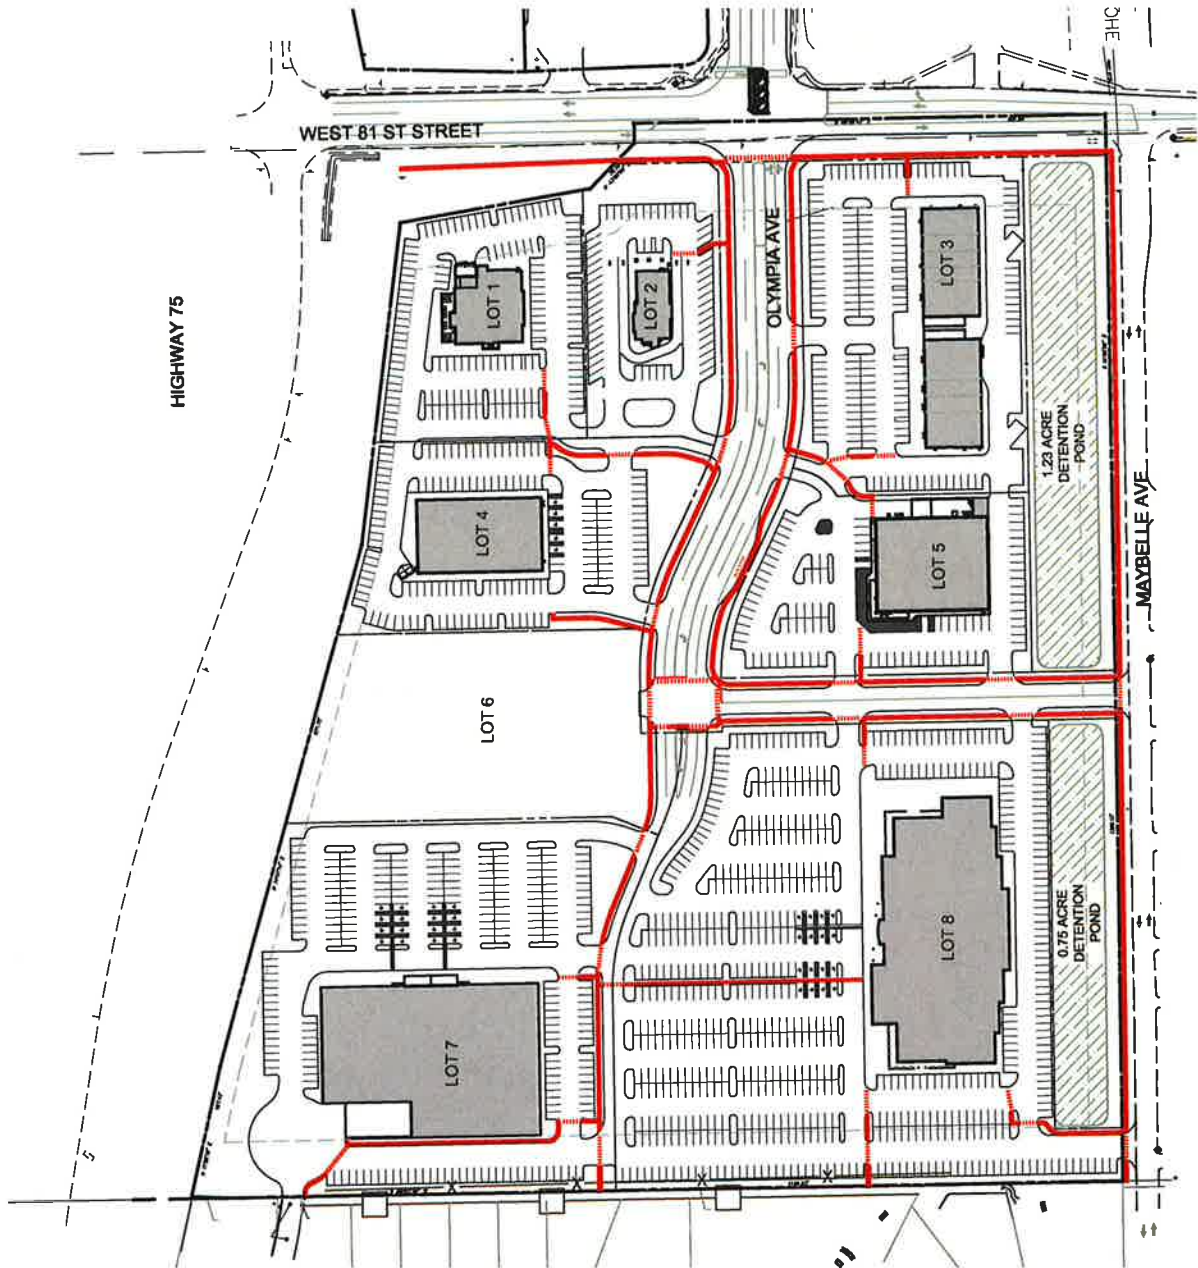 OHE
WEST 81 ST STREET
HIGHWAY 75
OLYMPIA AVE
LOT 1
LOT 2
LOT 3
1.23 ACRE
DETENTION
POND
MAYBELLE AVE
LOT 4
LOT 5
LOT 6
LOT 7
LOT 8
0.75 ACRE
DETENTION
POND